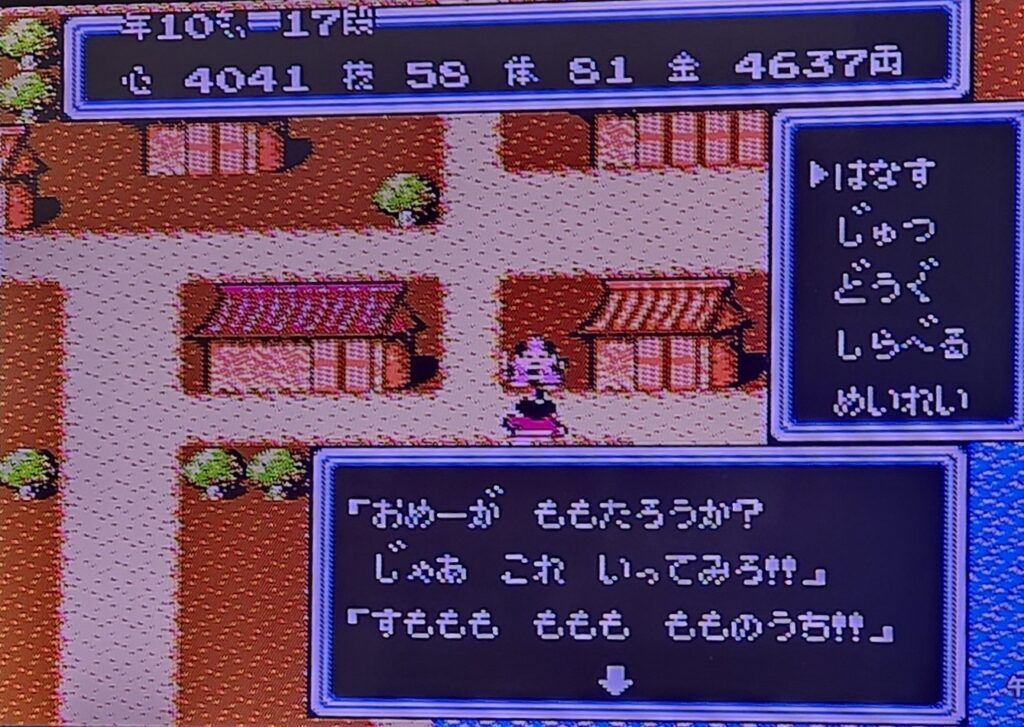 年10も 17段
心 4041 技 58 体 81 金 4637両
▶はなす
じゅつ
どうぐ
しらべる
めいれい
「おめーが ももたろうか?
じゃあ これ いってみろ!!」
「すももも ももも もものうち!!」